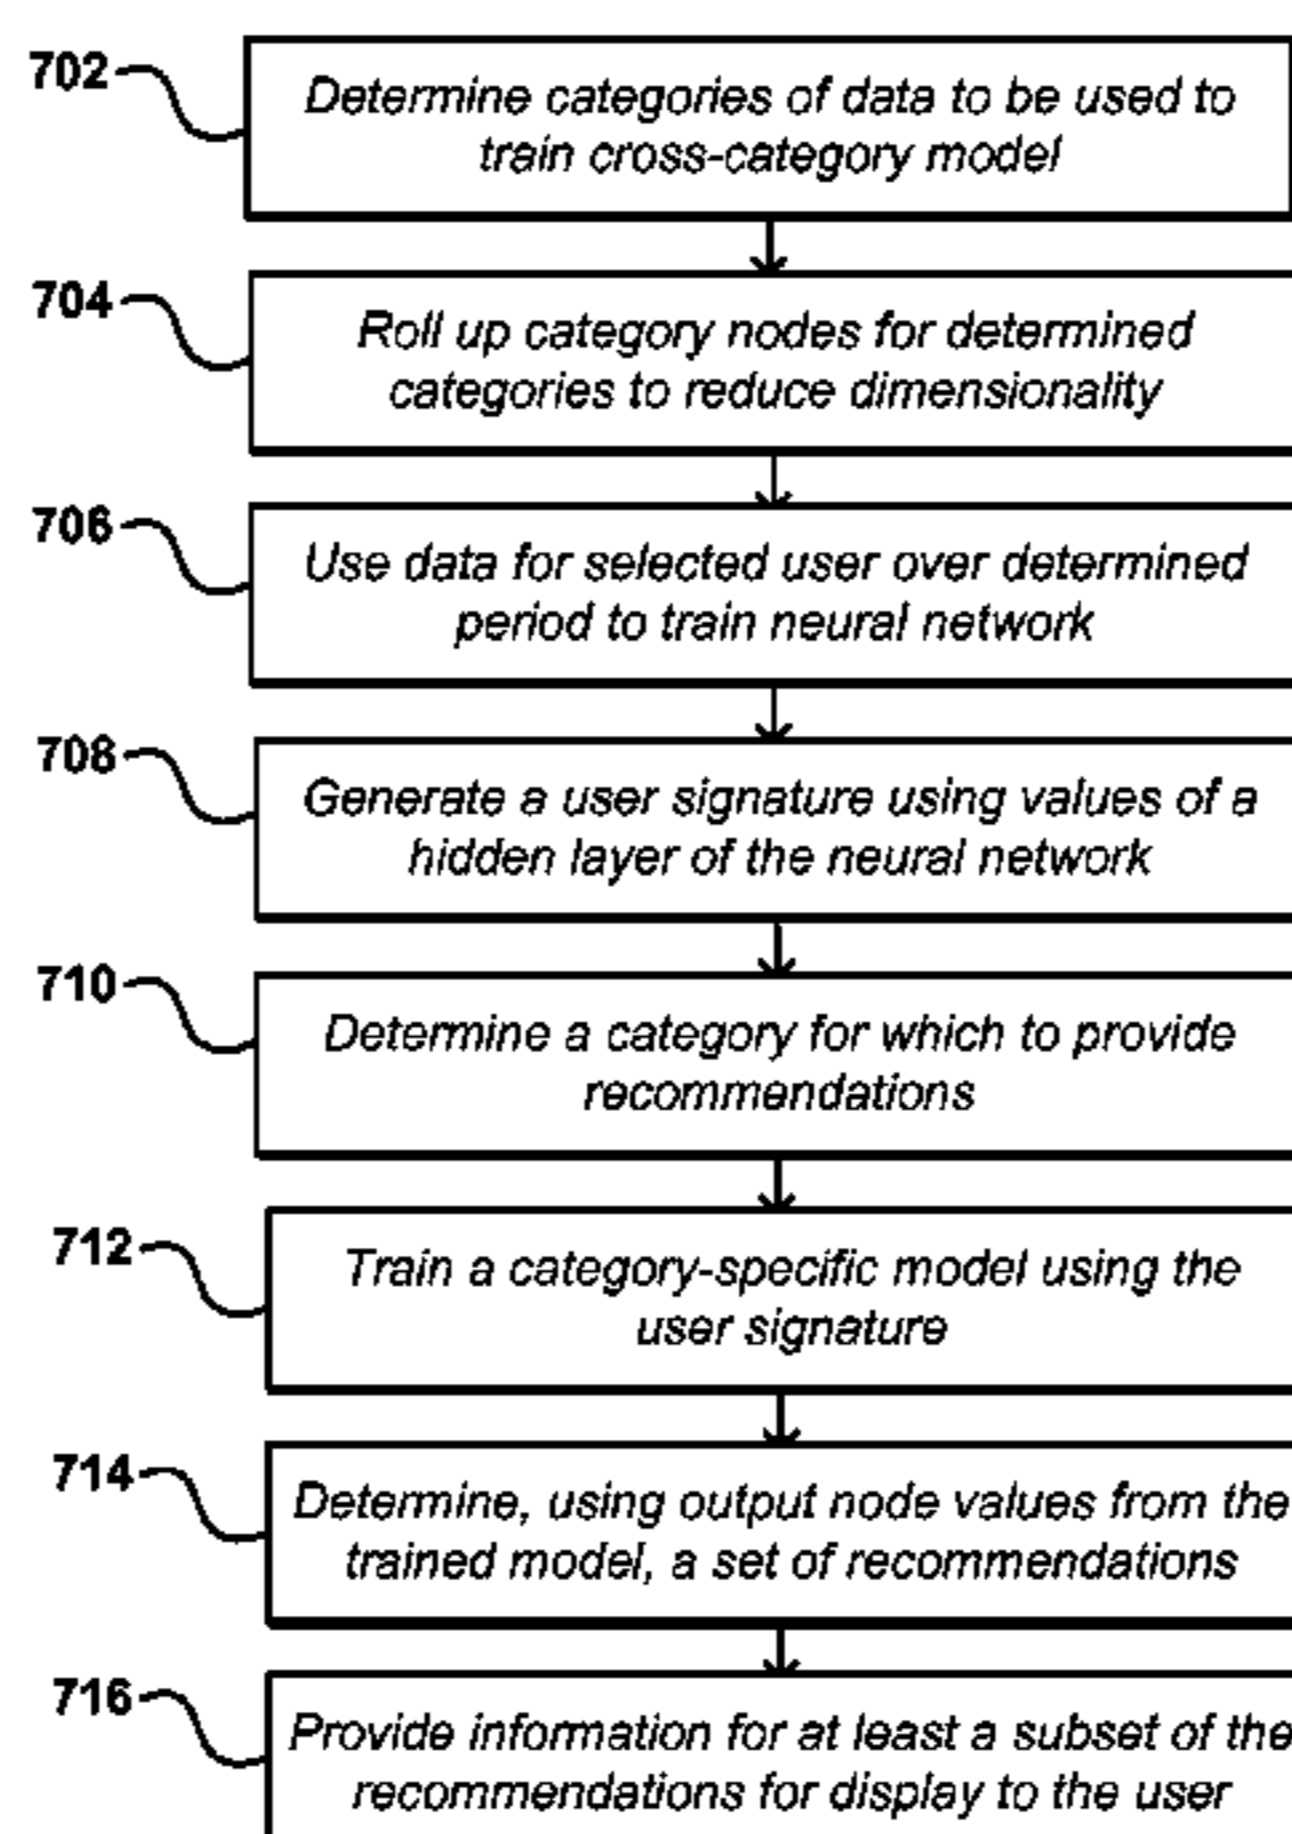 702
Determine categories of data to be used to
train cross-category model
704
Roll up category nodes for determined
categories to reduce dimensionality
706
Use data for selected user over determined
period to train neural network
708
Generate a user signature using values of a
hidden layer of the neural network
710
Determine a category for which to provide
recommendations
712
Train a category-specific model using the
user signature
714
Determine, using output node values from the
trained model, a set of recommendations
716
Provide information for at least a subset of the
recommendations for display to the user